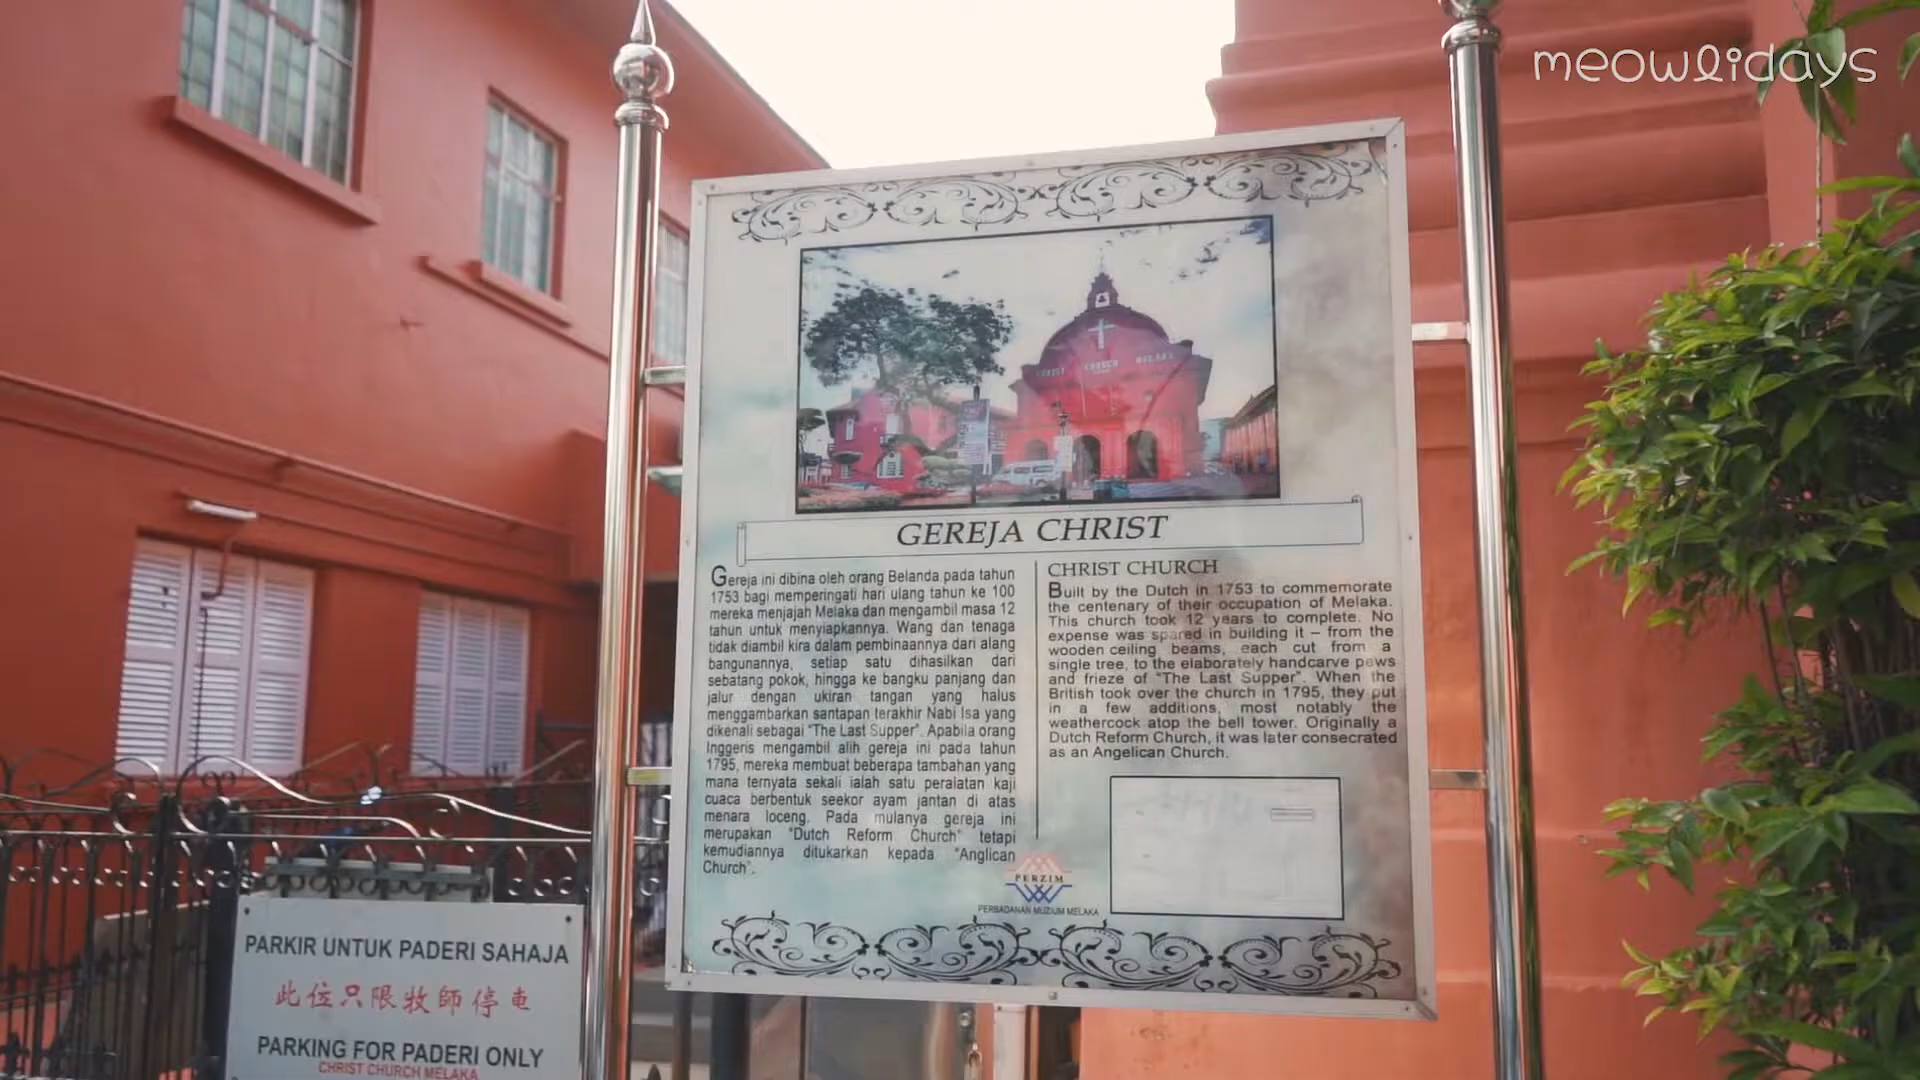 meowlidays
CHRIST CHURCH MELAKA
GEREJA CHRIST
Gereja ini dibina oleh orang Belanda pada tahun
1753 bagi memperingati hari ulang tahun ke 100
mereka menjajah Melaka dan mengambil masa 12
tahun untuk menyiapkannya. Wang dan tenaga
tidak diambil kira dalam pembinaannya dari alang
bangunannya, setiap satu dihasilkan dari
sebatang pokok, hingga ke bangku panjang dan
jalur dengan ukiran tangan yang halus
menggambarkan santapan terakhir Nabi Isa yang
dikenali sebagai "The Last Supper". Apabila orang
Inggeris mengambil alih gereja ini pada tahun
1795, mereka membuat beberapa tambahan yang
mana ternyata sekali ialah satu peralatan kaji
cuaca berbentuk seekor ayam jantan di atas
menara loceng. Pada mulanya gereja ini
merupakan "Dutch Reform Church" tetapi
kemudiannya ditukarkan kepada "Anglican
Church".
CHRIST CHURCH
Built by the Dutch in 1753 to commemorate
the centenary of their occupation of Melaka.
This church took 12 years to complete. No
expense was spared in building it – from the
wooden ceiling beams, each cut from a
single tree, to the elaborately handcarve pews
and frieze of "The Last Supper". When the
British took over the church in 1795, they put
in a few additions, most notably the
weathercock atop the bell tower. Originally a
Dutch Reform Church, it was later consecrated
as an Angelican Church.
PERZIM
PERBADANAN MUZIUM MELAKA
PARKIR UNTUK PADERI SAHAJA
此位只限牧師停車
PARKING FOR PADERI ONLY
CHRIST CHURCH MELAKA